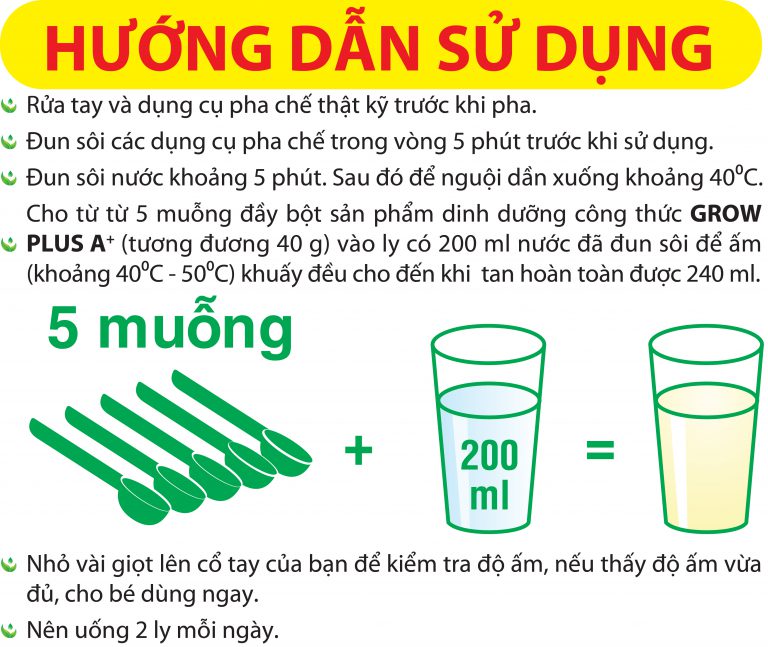 HƯỚNG DẪN SỬ DỤNG
Rửa tay và dụng cụ pha chế thật kỹ trước khi pha.
Đun sôi các dụng cụ pha chế trong vòng 5 phút trước khi sử dụng.
Đun sôi nước khoảng 5 phút. Sau đó để nguội dần xuống khoảng 40⁰C.
Cho từ từ 5 muỗng đầy bột sản phẩm dinh dưỡng công thức GROW
PLUS A⁺ (tương đương 40 g) vào ly có 200 ml nước đã đun sôi để ấm
(khoảng 40⁰C - 50⁰C) khuấy đều cho đến khi tan hoàn toàn được 240 ml.
5 muỗng
+
200
ml
=
Nhỏ vài giọt lên cổ tay của bạn để kiểm tra độ ấm, nếu thấy độ ấm vừa
đủ, cho bé dùng ngay.
Nên uống 2 ly mỗi ngày.